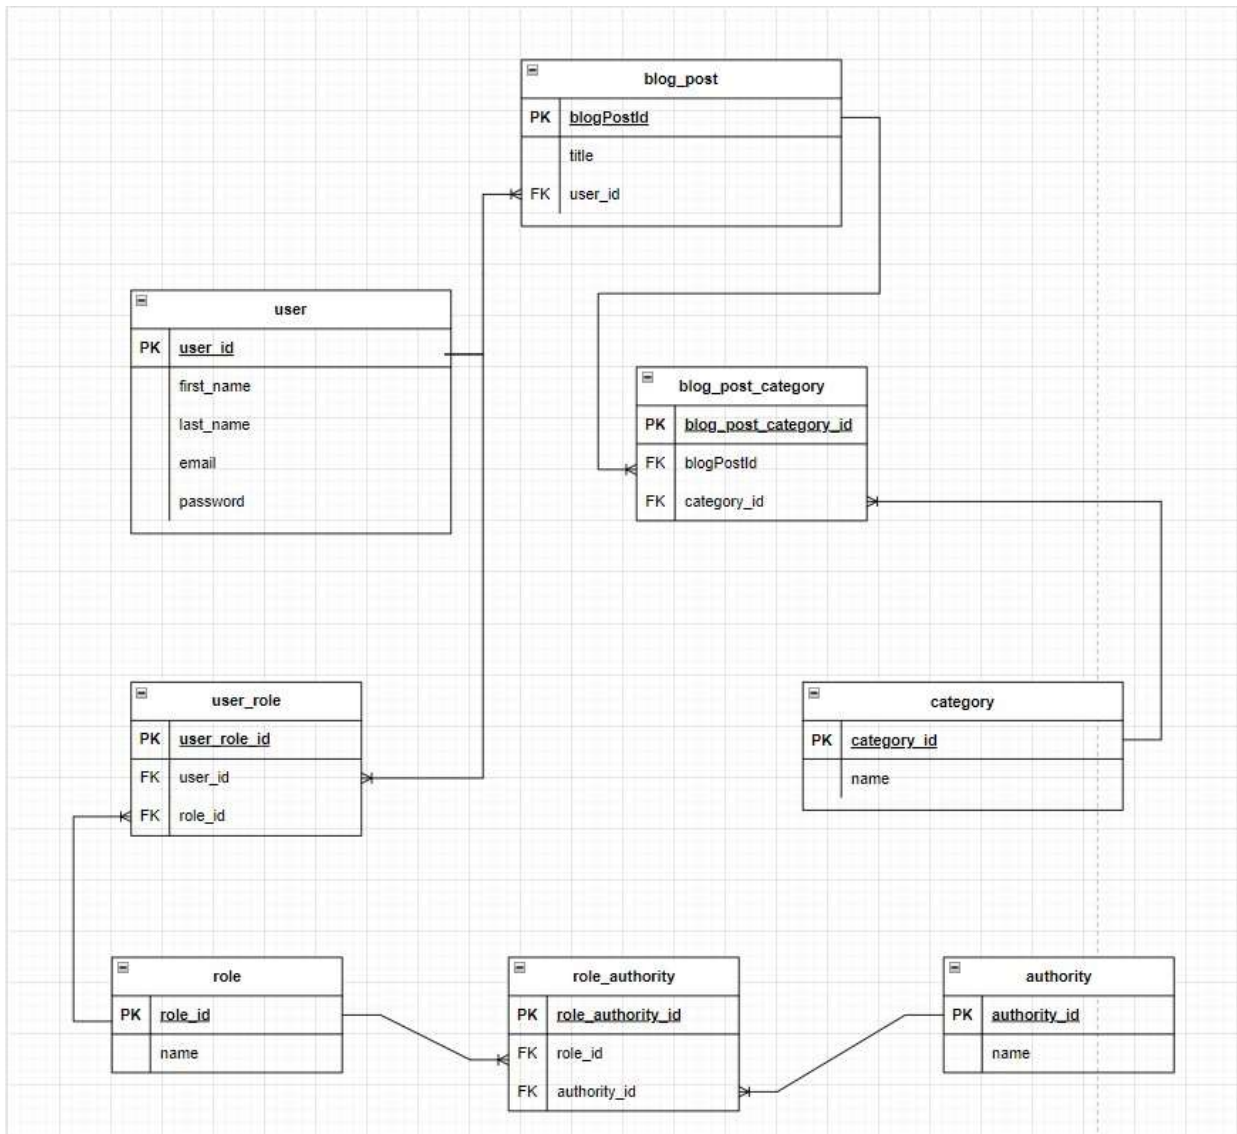 blog_post
PK blogPostId
title
FK user_id
user
PK user_id
first_name
last_name
email
password
blog_post_category
PK blog_post_category_id
FK blogPostId
FK category_id
user_role
PK user_role_id
FK user_id
FK role_id
category
PK category_id
name
role
PK role_id
name
role_authority
PK role_authority_id
FK role_id
FK authority_id
authority
PK authority_id
name